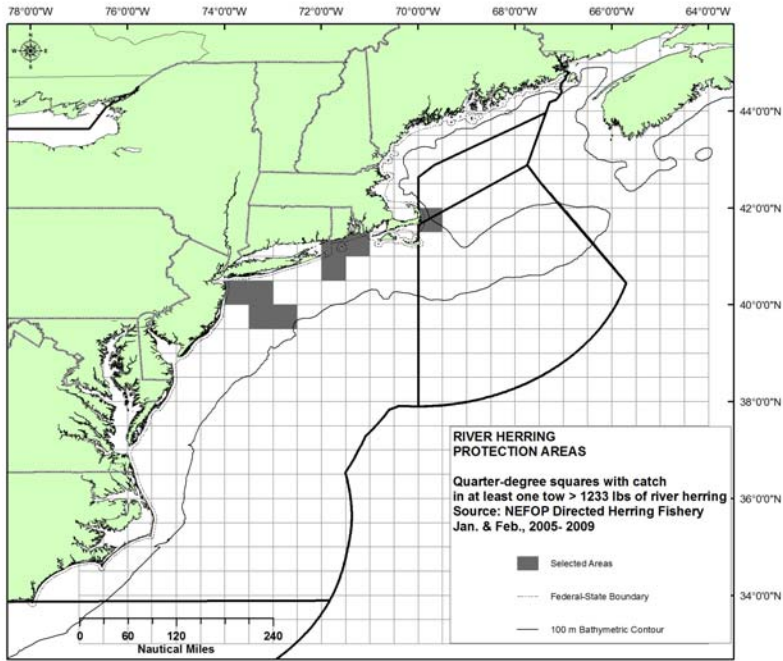 78°0'0"W 76°0'0"W 74°0'0"W 72°0'0"W 70°0'0"W 68°0'0"W 66°0'0"W 64°0'0"W
N
W E
S
44°0'0"N
42°0'0"N
40°0'0"N
38°0'0"N
36°0'0"N
34°0'0"N
RIVER HERRING
PROTECTION AREAS
Quarter-degree squares with catch
in at least one tow > 1233 lbs of river herring
Source: NEFOP Directed Herring Fishery
Jan. & Feb., 2005- 2009
Selected Areas
Federal-State Boundary
100 m Bathymetric Contour
0 60 120 240
Nautical Miles